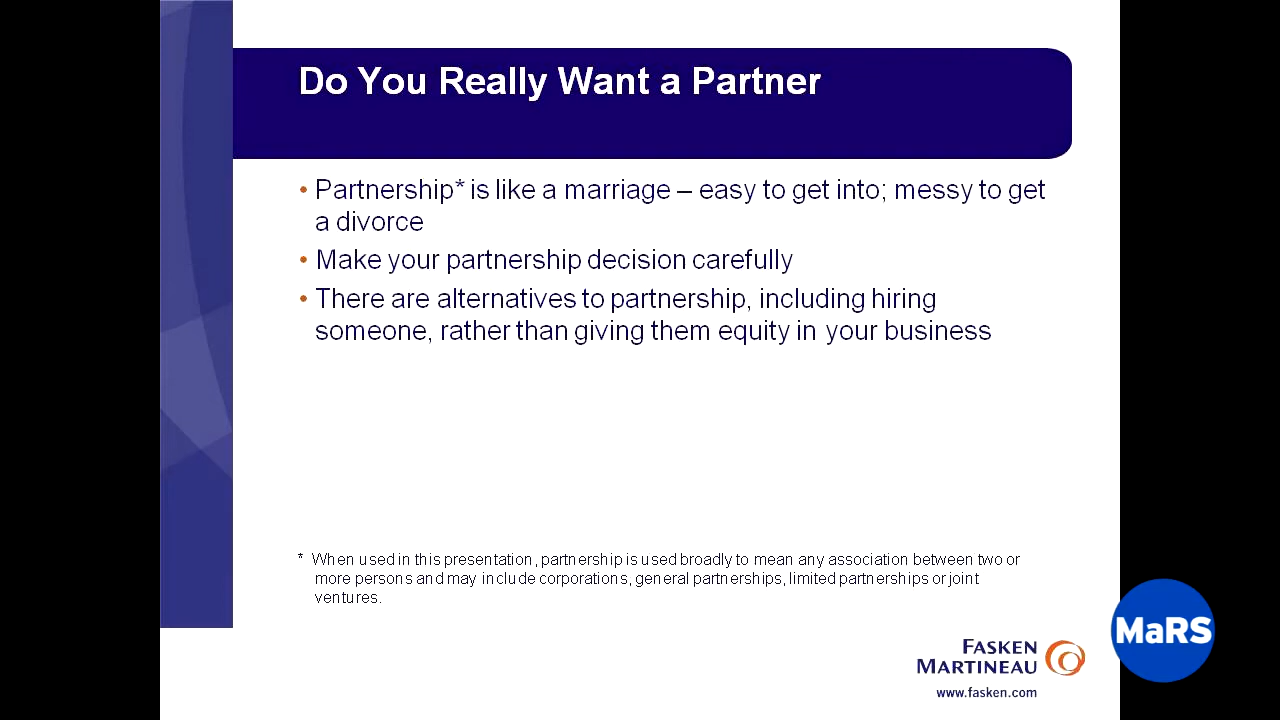 Do You Really Want a Partner
• Partnership* is like a marriage – easy to get into; messy to get
a divorce
• Make your partnership decision carefully
• There are alternatives to partnership, including hiring
someone, rather than giving them equity in your business
* When used in this presentation, partnership is used broadly to mean any association between two or
more persons and may include corporations, general partnerships, limited partnerships or joint
ventures.
FASKEN
MARTINEAU
www.fasken.com
MaRS